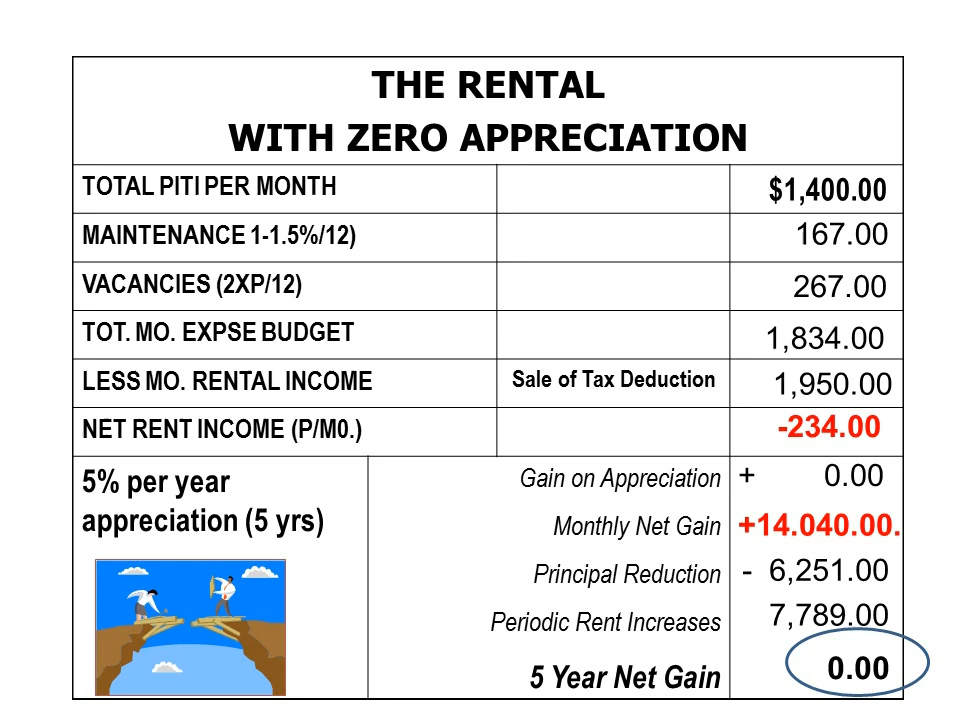 THE RENTAL
WITH ZERO APPRECIATION
TOTAL PITI PER MONTH $1,400.00
MAINTENANCE 1-1.5%/12) 167.00
VACANCIES (2XP/12) 267.00
TOT. MO. EXPSE BUDGET 1,834.00
LESS MO. RENTAL INCOME Sale of Tax Deduction 1,950.00
NET RENT INCOME (P/M0.) -234.00
5% per year
appreciation (5 yrs)
Gain on Appreciation + 0.00
Monthly Net Gain +14.040.00.
Principal Reduction - 6,251.00
Periodic Rent Increases 7,789.00
5 Year Net Gain 0.00